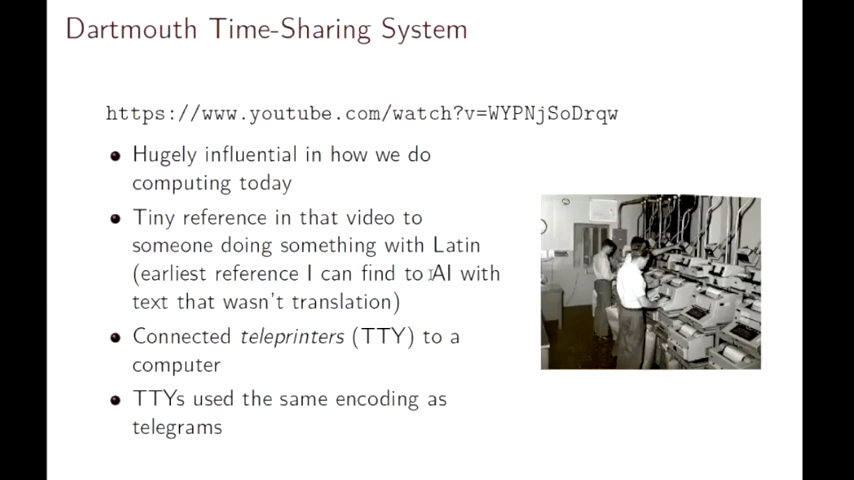 Dartmouth Time-Sharing System
https://www.youtube.com/watch?v=WYPNjSoDrqw
Hugely influential in how we do
computing today
Tiny reference in that video to
someone doing something with Latin
(earliest reference I can find to AI with
text that wasn't translation)
Connected teleprinters (TTY) to a
computer
TTYs used the same encoding as
telegrams